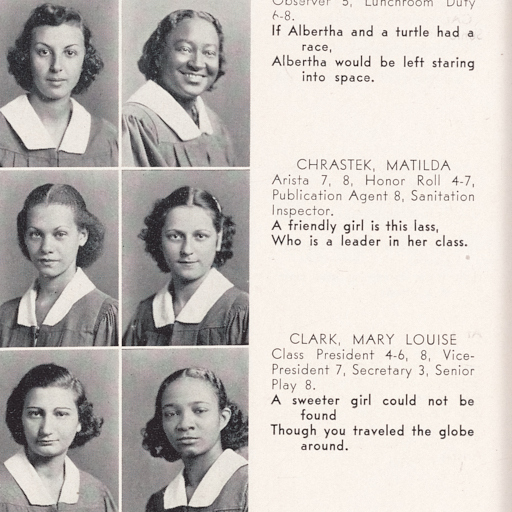 Observer 5, Lunchroom Duty
6-8.
If Albertha and a turtle had a
race,
Albertha would be left staring
into space.
CHRASTEK, MATILDA
Arista 7, 8, Honor Roll 4-7,
Publication Agent 8, Sanitation
Inspector.
A friendly girl is this lass,
Who is a leader in her class.
CLARK, MARY LOUISE
Class President 4-6, 8, Vice-
President 7, Secretary 3, Senior
Play 8.
A sweeter girl could not be
found
Though you traveled the globe
around.